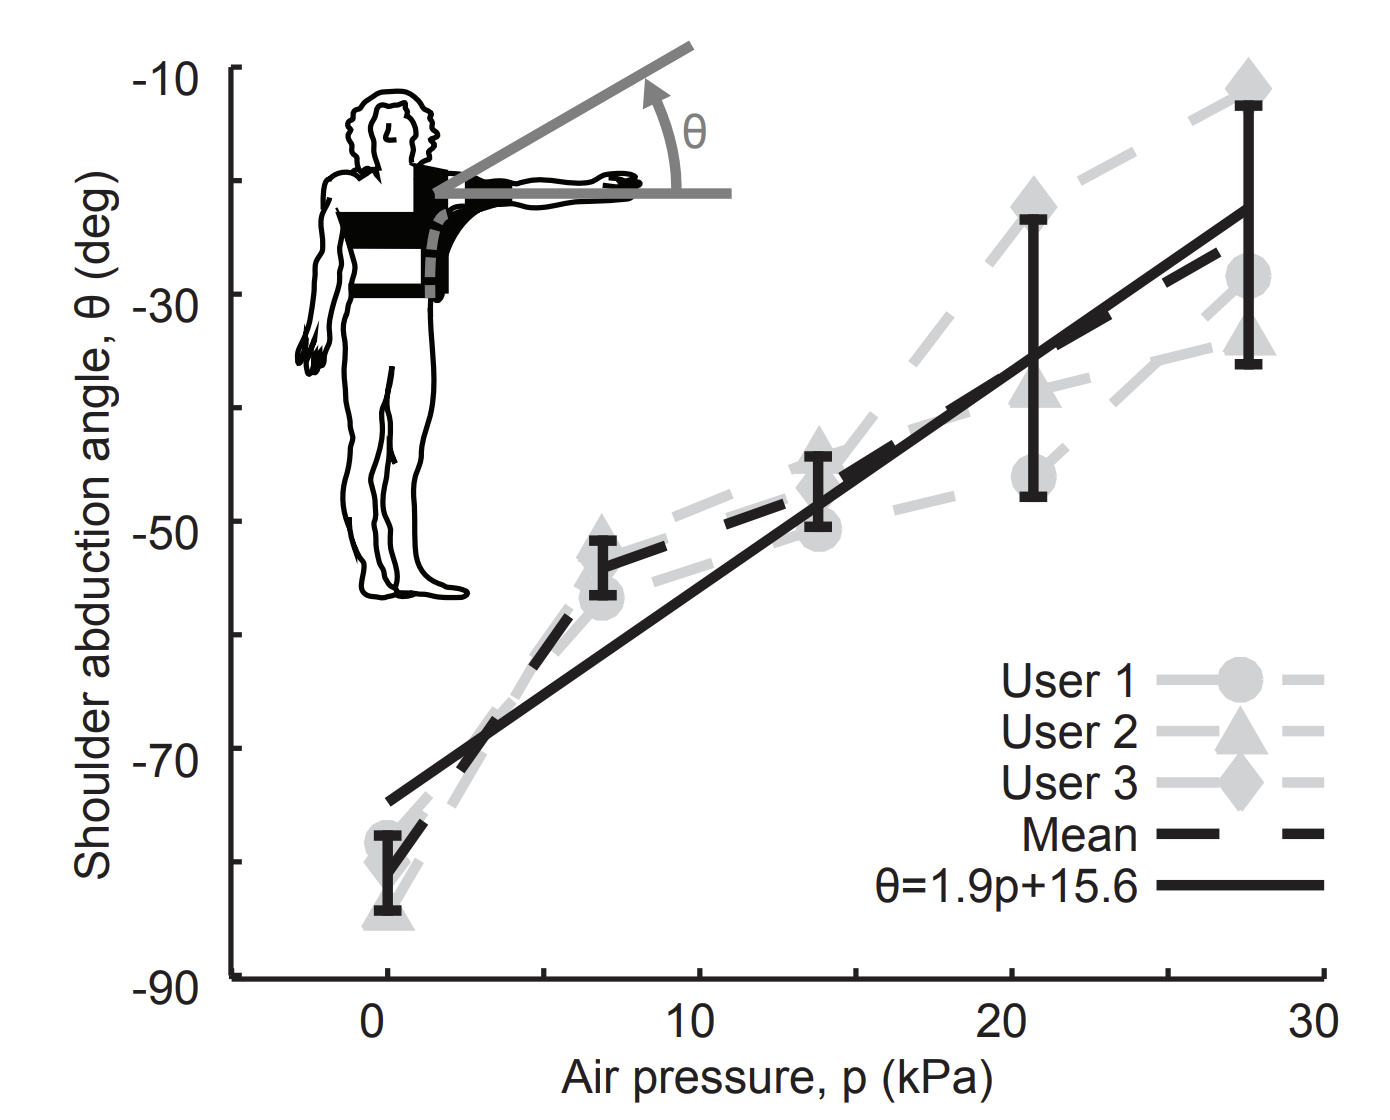 -10
-30
-50
-70
-90
Shoulder abduction angle, θ (deg)
θ
User 1
User 2
User 3
Mean
θ=1.9p+15.6
0 10 20 30
Air pressure, p (kPa)